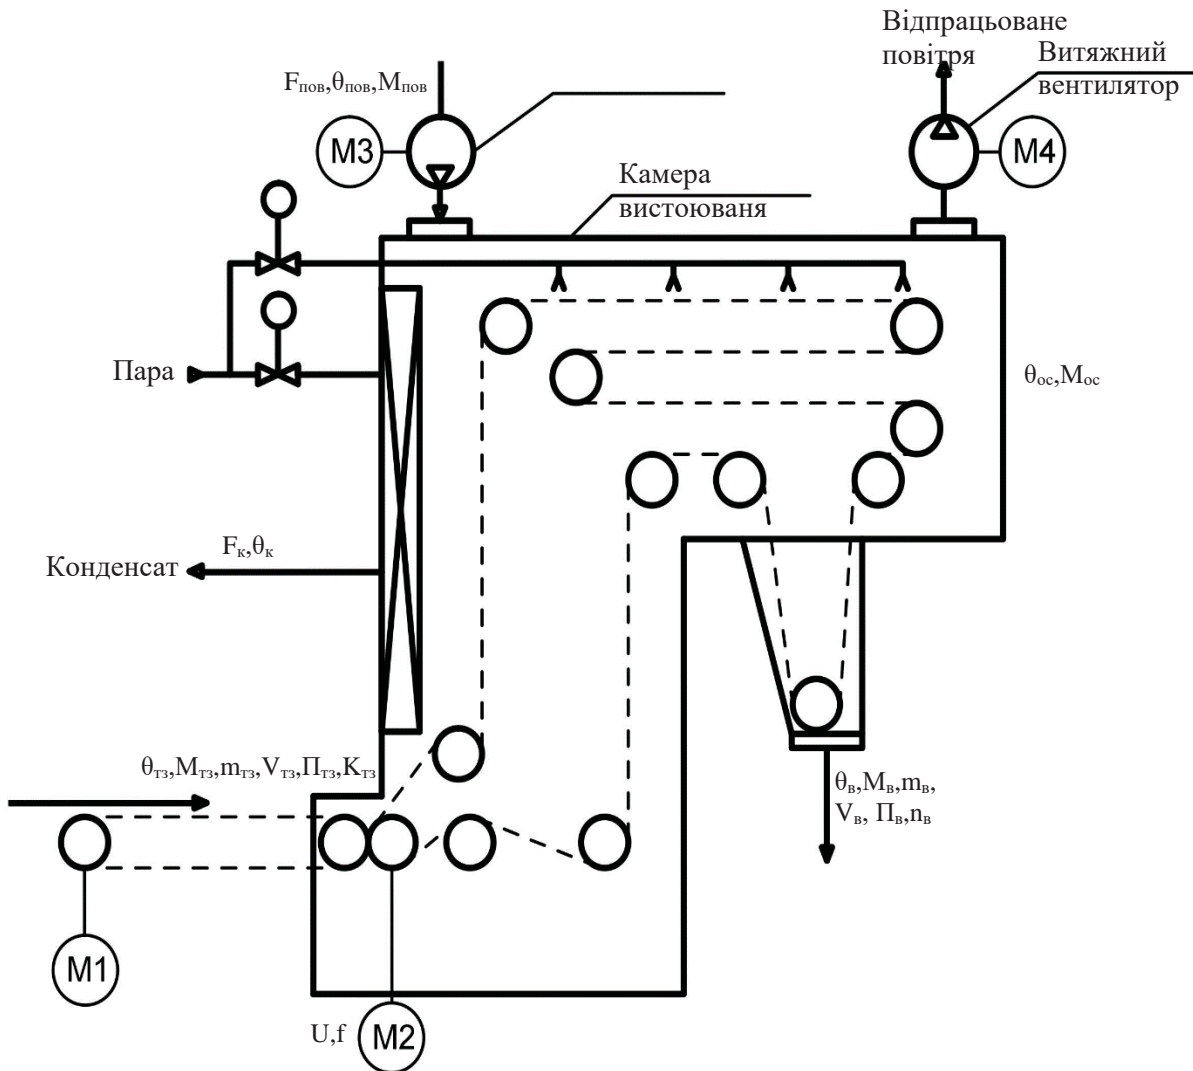 Відпрацьоване
повітря
Витяжний
вентилятор
Fпов,θпов,Mпов
M3
M4
Камера
вистоюваня
Пара
θос,Mос
Fк,θк
Конденсат
θтз,Mтз,mтз,Vтз,Птз,Kтз
θв,Mв,mв,
Vв, Пв,nв
M1
U,f
M2